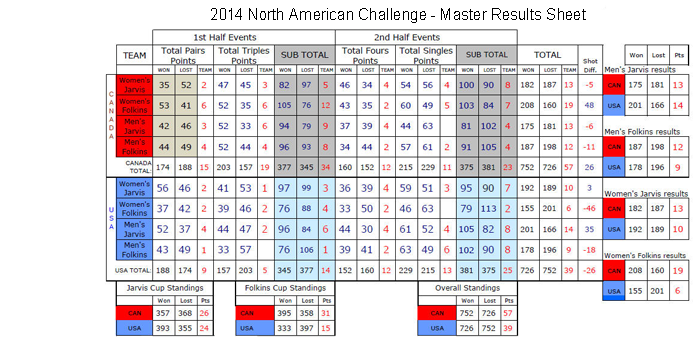 2014 North American Challenge - Master Results Sheet
1st Half Events 2nd Half Events
TEAM Total Pairs Points Total Triples Points SUB TOTAL Total Fours Points Total Singles Points SUB TOTAL TOTAL Shot Diff.
WON LOST TEAM WON LOST TEAM WON LOST TEAM WON LOST TEAM WON LOST TEAM WON LOST TEAM WON LOST TEAM
CANADA
Women's Jarvis 35 52 2 47 45 3 82 97 5 46 34 4 54 56 4 100 90 8 182 187 13 -5
Women's Folkins 53 41 6 52 35 6 105 76 12 43 35 2 60 49 5 103 84 7 208 160 19 48
Men's Jarvis 42 46 3 52 33 6 94 79 9 37 39 4 44 63 81 102 4 175 181 13 -6
Men's Folkins 44 49 4 52 44 4 96 93 8 34 44 2 57 61 2 91 105 4 187 198 12 -11
CANADA TOTAL: 174 188 15 203 157 19 377 345 34 160 152 12 215 229 11 375 381 23 752 726 57 26
USA
Women's Jarvis 56 46 2 41 53 1 97 99 3 36 39 4 59 51 3 95 90 7 192 189 10 3
Women's Folkins 37 42 2 39 46 2 76 88 4 33 50 2 46 63 79 113 2 155 201 6 -46
Men's Jarvis 52 37 4 44 47 2 96 84 6 44 30 4 61 52 4 105 82 8 201 166 14 35
Men's Folkins 43 49 1 33 57 76 106 1 39 41 2 63 49 6 102 90 8 178 196 9 -18
USA TOTAL: 188 174 9 157 203 5 345 377 14 152 160 12 229 215 13 381 375 25 726 752 39 -26
Jarvis Cup Standings
Won Lost Pts
CAN 357 368 26
USA 393 355 24
Folkins Cup Standings
Won Lost Pts
CAN 395 358 31
USA 333 397 15
Overall Standings
Won Lost Pts
CAN 752 726 57
USA 726 752 39
Won Lost Pts
Men's Jarvis results
CAN 175 181 13
USA 201 166 14
Men's Folkins results
CAN 187 198 12
USA 178 196 9
Women's Jarvis results
CAN 182 187 13
USA 192 189 10
Women's Folkins results
CAN 208 160 19
USA 155 201 6